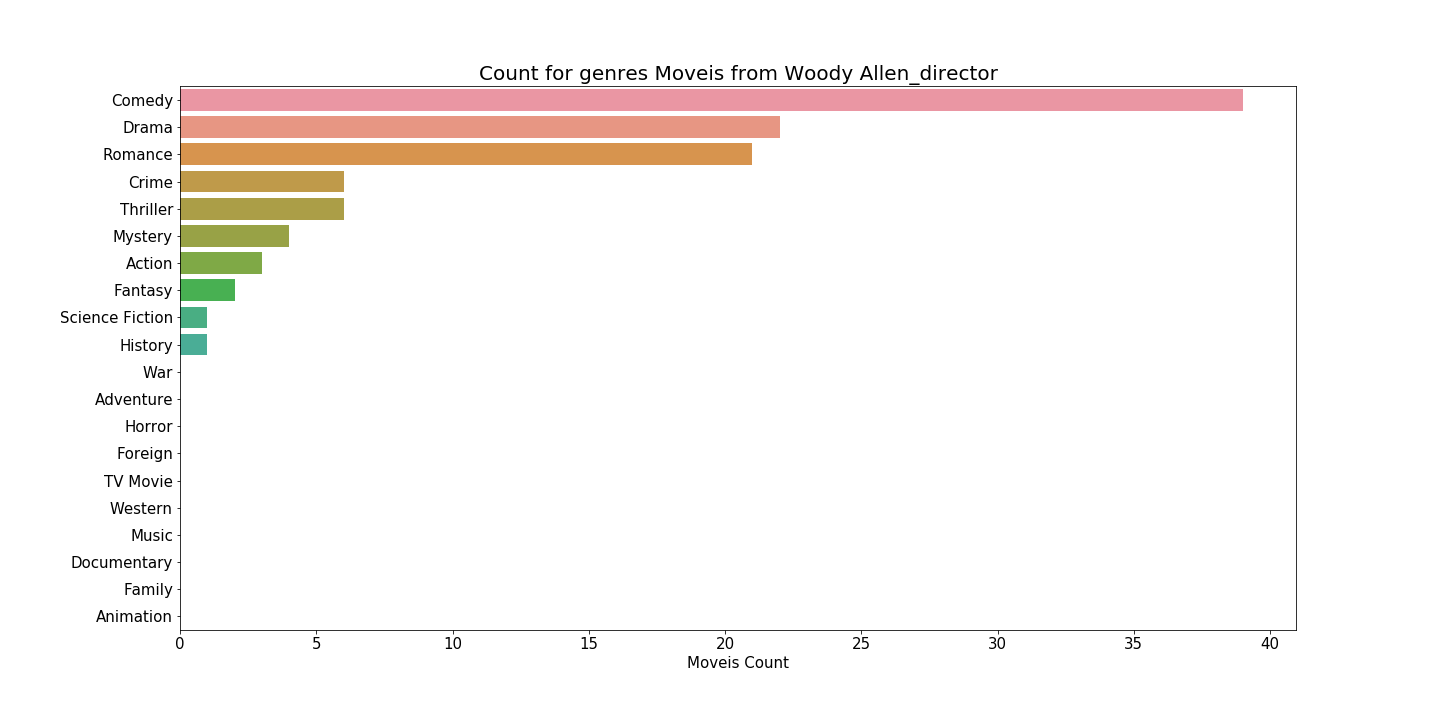 Count for genres Moveis from Woody Allen_director
Comedy
Drama
Romance
Crime
Thriller
Mystery
Action
Fantasy
Science Fiction
History
War
Adventure
Horror
Foreign
TV Movie
Western
Music
Documentary
Family
Animation
0 5 10 15 20 25 30 35 40
Moveis Count